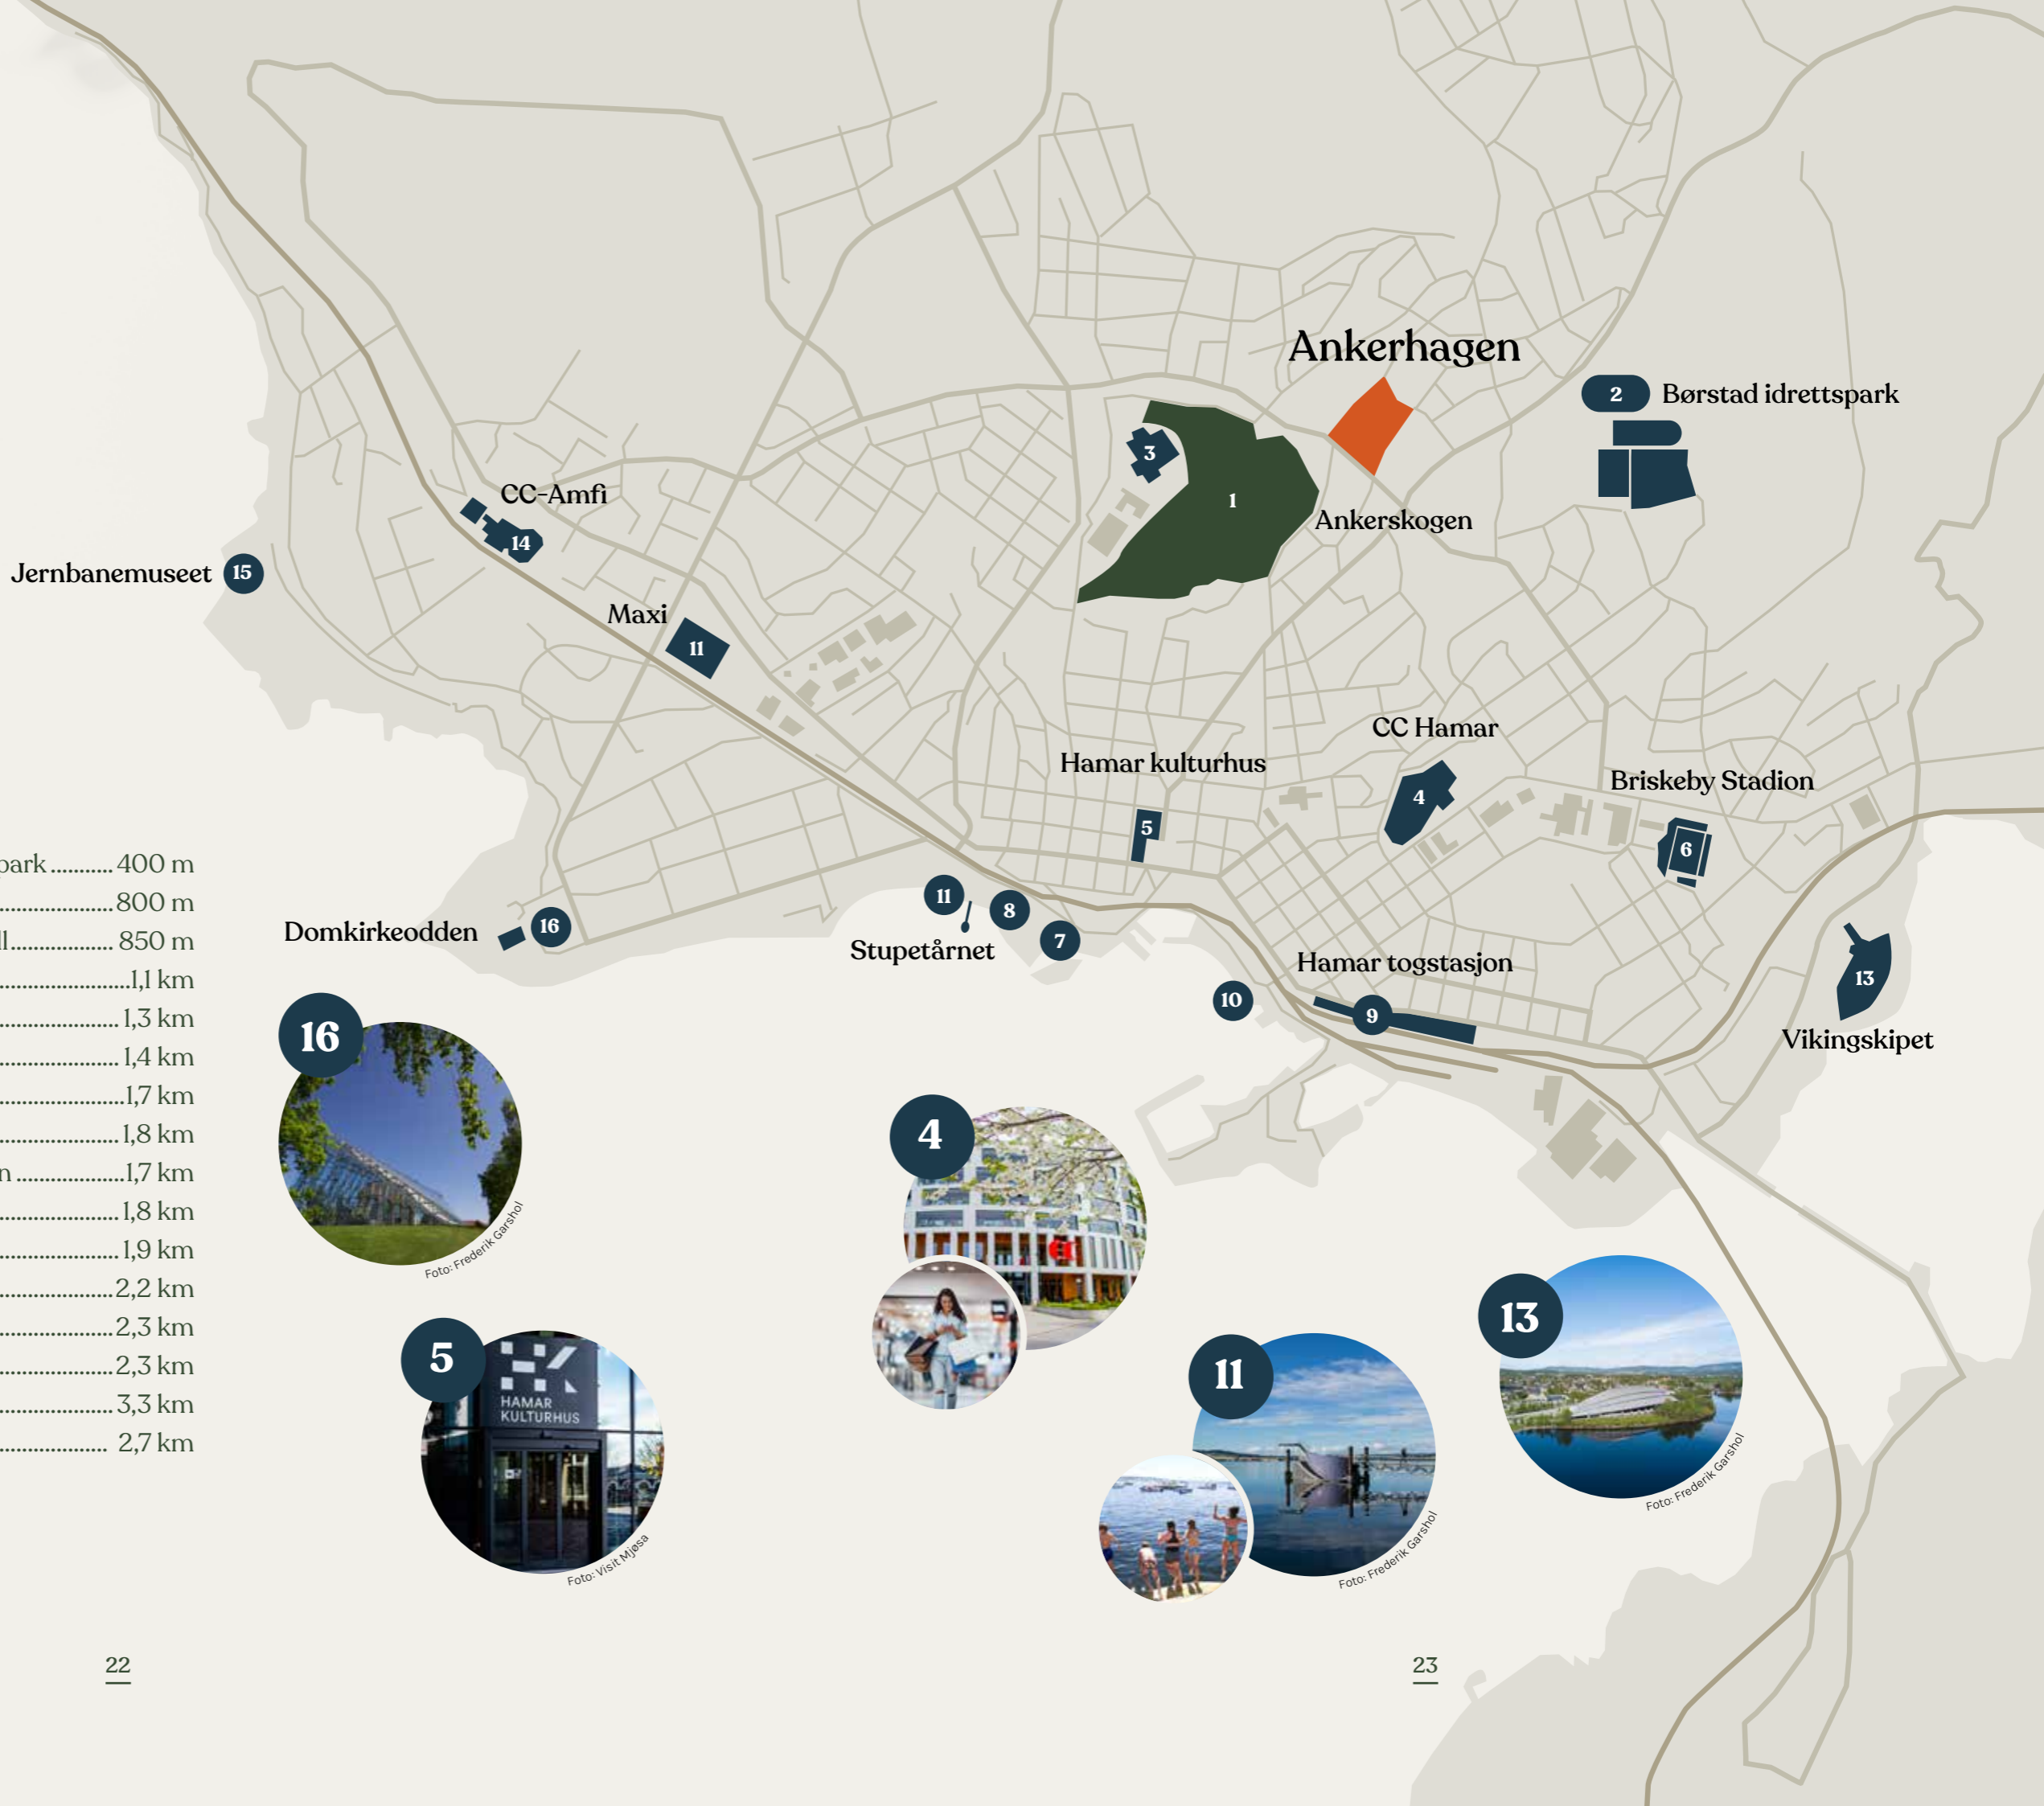 Ankerhagen
2 Børstad idrettspark
3
1
Ankerskogen
CC-Amfi
14
Jernbanemuseet 15
Maxi
11
CC Hamar
4
Hamar kulturhus
5
Briskeby Stadion
6
Domkirkeodden 16
11
8
7
Stupetårnet
Hamar togstasjon
10
9
13
Vikingskipet
park 400 m
800 m
ll 850 m
1,1 km
1,3 km
1,4 km
1,7 km
1,8 km
n 1,7 km
1,8 km
1,9 km
2,2 km
2,3 km
2,3 km
3,3 km
2,7 km
16
Foto: Frederik Garshol
5
HAMAR
KULTURHUS
Foto: Visit Mjøsa
4
11
Foto: Frederik Garshol
13
Foto: Frederik Garshol
22
23